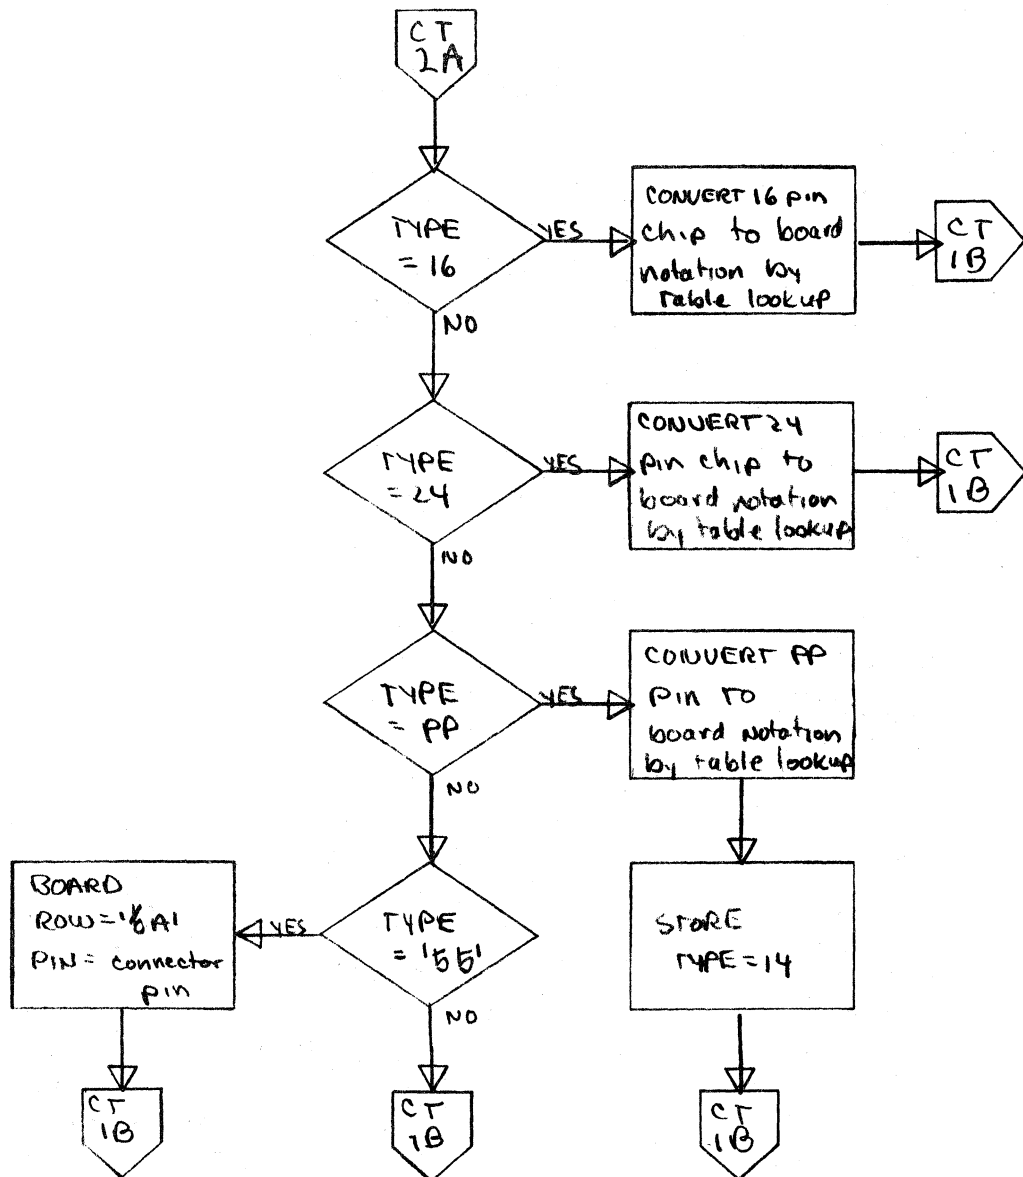 CT
2A
TYPE
=16
YES
CONVERT 16 pin
chip to board
notation by
table lookup
CT
1B
NO
TYPE
=24
YES
CONVERT 24
pin chip to
board notation
by table lookup
CT
1B
NO
TYPE
= PP
YES
CONVERT PP
pin to
board notation
by table lookup
NO
BOARD
ROW='␢A'
PIN= connector
pin
YES
TYPE
= '␢␢'
STORE
TYPE=14
NO
CT
1B
CT
1B
CT
1B